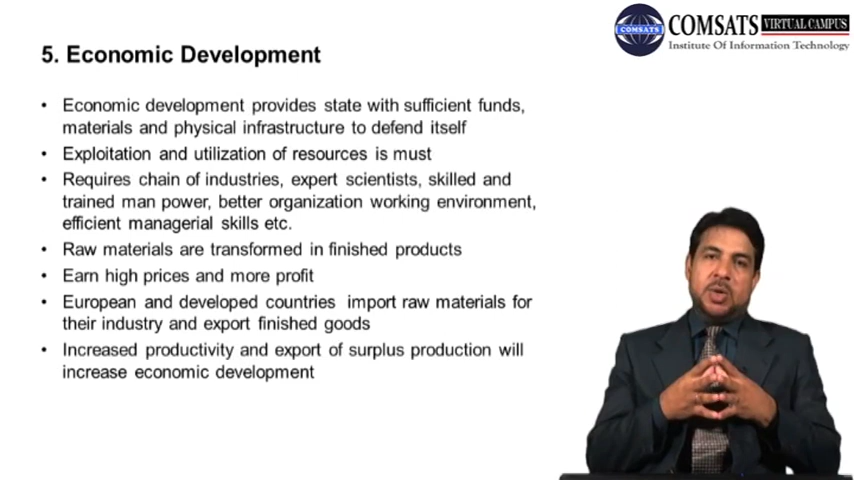 COMSATS
COMSATS VIRTUAL CAMPUS
Institute Of Information Technology
5. Economic Development
• Economic development provides state with sufficient funds,
materials and physical infrastructure to defend itself
• Exploitation and utilization of resources is must
• Requires chain of industries, expert scientists, skilled and
trained man power, better organization working environment,
efficient managerial skills etc.
• Raw materials are transformed in finished products
• Earn high prices and more profit
• European and developed countries import raw materials for
their industry and export finished goods
• Increased productivity and export of surplus production will
increase economic development